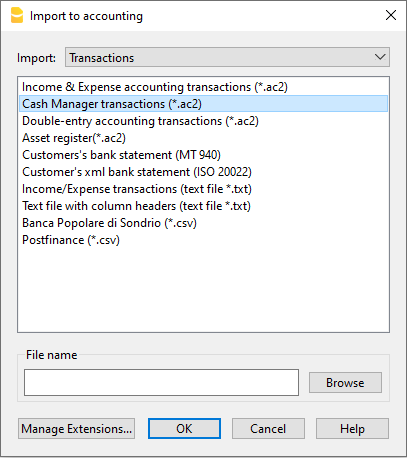 Import to accounting
Import: Transactions
Income & Expense accounting transactions (*.ac2)
Cash Manager transactions (*.ac2)
Double-entry accounting transactions (*.ac2)
Asset register(*.ac2)
Customers's bank statement (MT 940)
Customer's xml bank statement (ISO 20022)
Income/Expense transactions (text file *.txt)
Text file with column headers (text file *.txt)
Banca Popolare di Sondrio (*.csv)
Postfinance (*.csv)
File name
Browse
Manage Extensions... OK Cancel Help